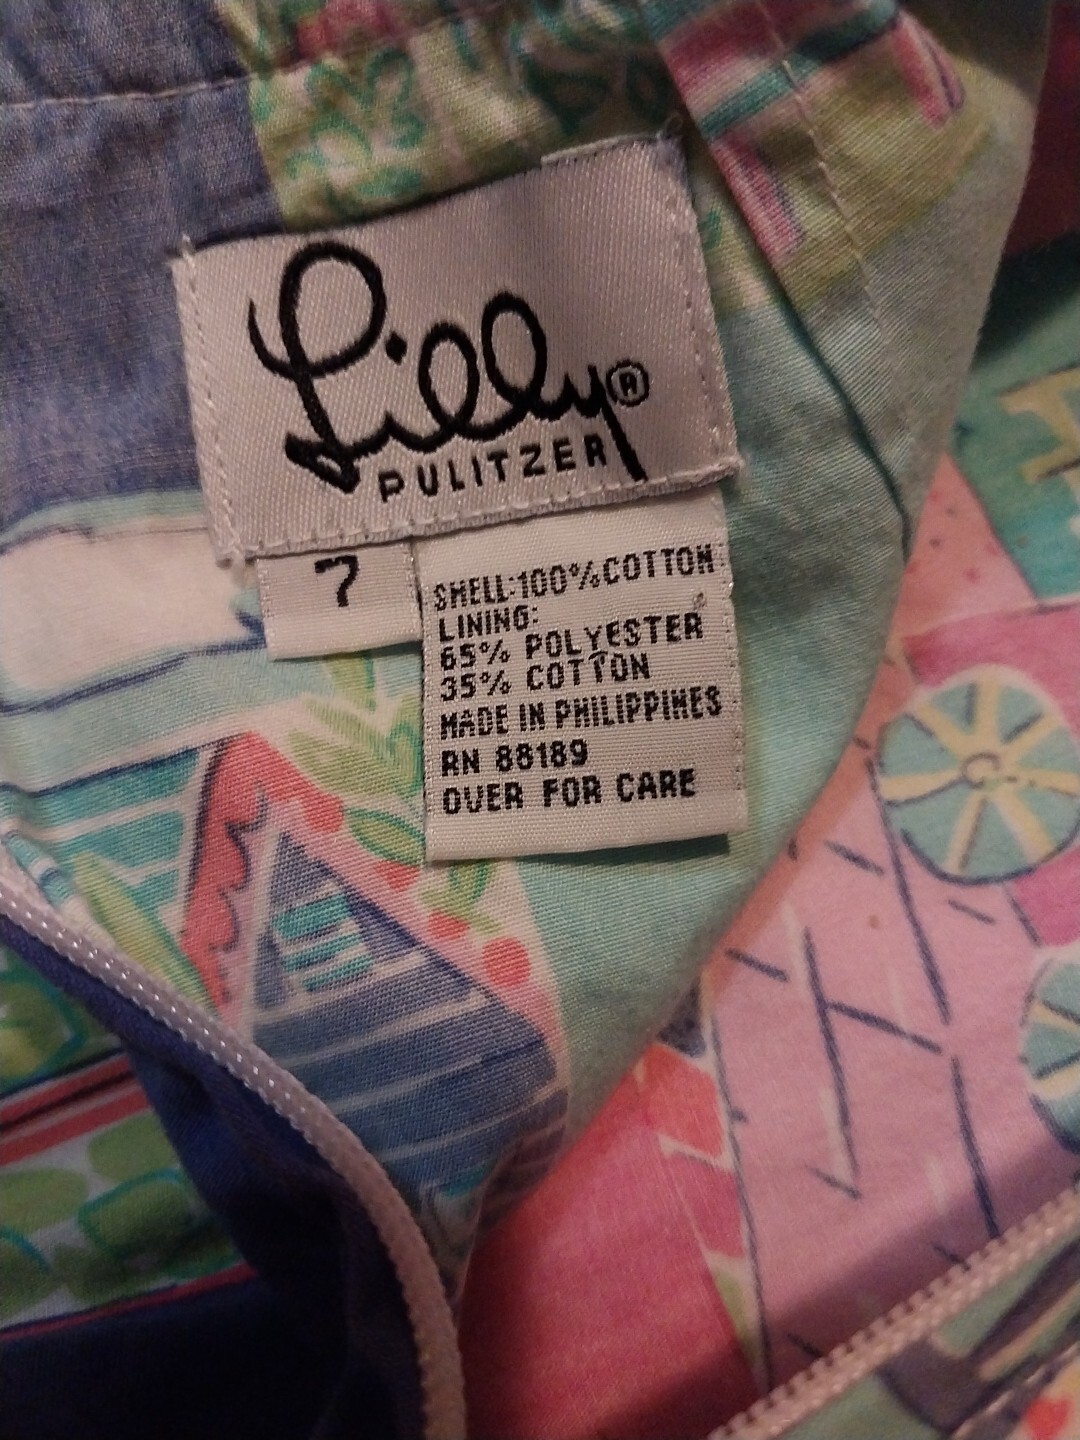 Lilly®
PULITZER
7
SHELL:100%COTTON
LINING:
65% POLYESTER
35% COTTON
MADE IN PHILIPPINES
RN 88189
OVER FOR CARE